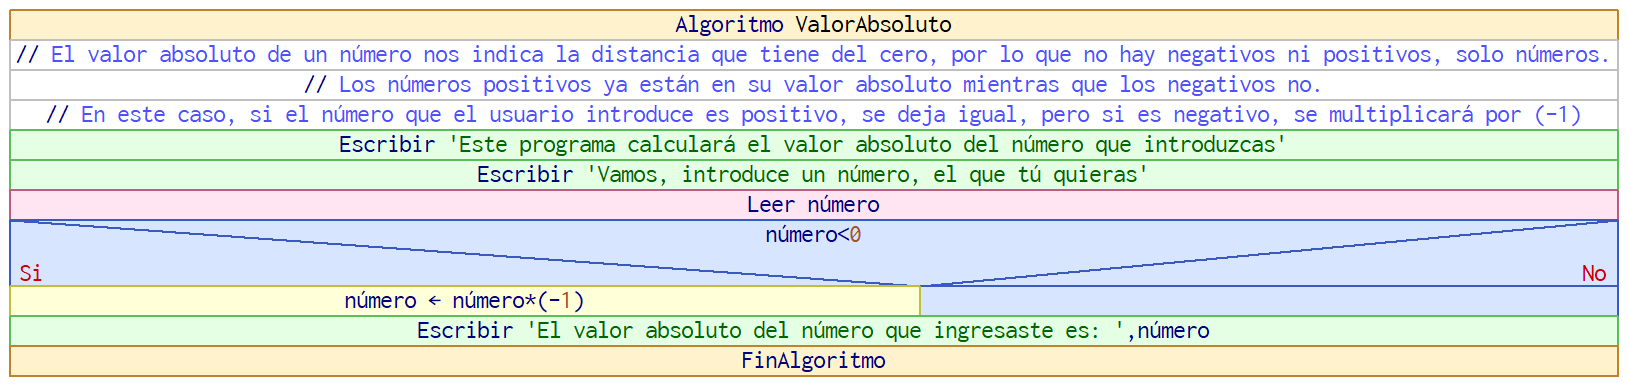 Algoritmo ValorAbsoluto
// El valor absoluto de un número nos indica la distancia que tiene del cero, por lo que no hay negativos ni positivos, solo números.
// Los números positivos ya están en su valor absoluto mientras que los negativos no.
// En este caso, si el número que el usuario introduce es positivo, se deja igual, pero si es negativo, se multiplicará por (-1)
Escribir 'Este programa calculará el valor absoluto del número que introduzcas'
Escribir 'Vamos, introduce un número, el que tú quieras'
Leer número
número<0
Si No
número ← número*(-1)
Escribir 'El valor absoluto del número que ingresaste es: ',número
FinAlgoritmo